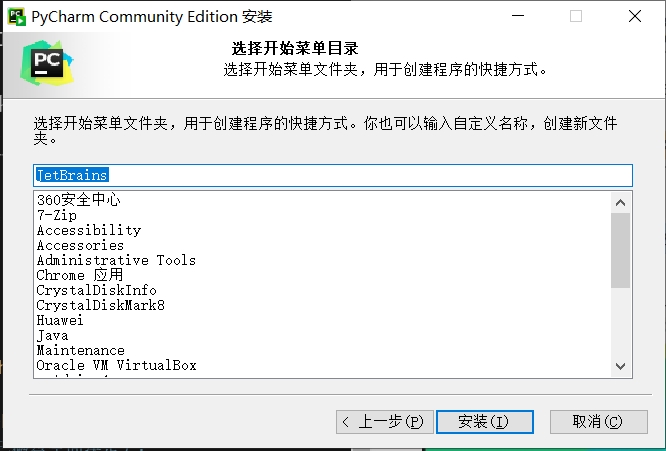 PyCharm Community Edition 安装
PC
选择开始菜单目录
选择开始菜单文件夹，用于创建程序的快捷方式。
选择开始菜单文件夹，用于创建程序的快捷方式。你也可以输入自定义名称，创建新文件
夹。
JetBrains
360安全中心
7-Zip
Accessibility
Accessories
Administrative Tools
Chrome 应用
CrystalDiskInfo
CrystalDiskMark8
Huawei
Java
Maintenance
Oracle VM VirtualBox
< 上一步(P)
安装(I)
取消(C)